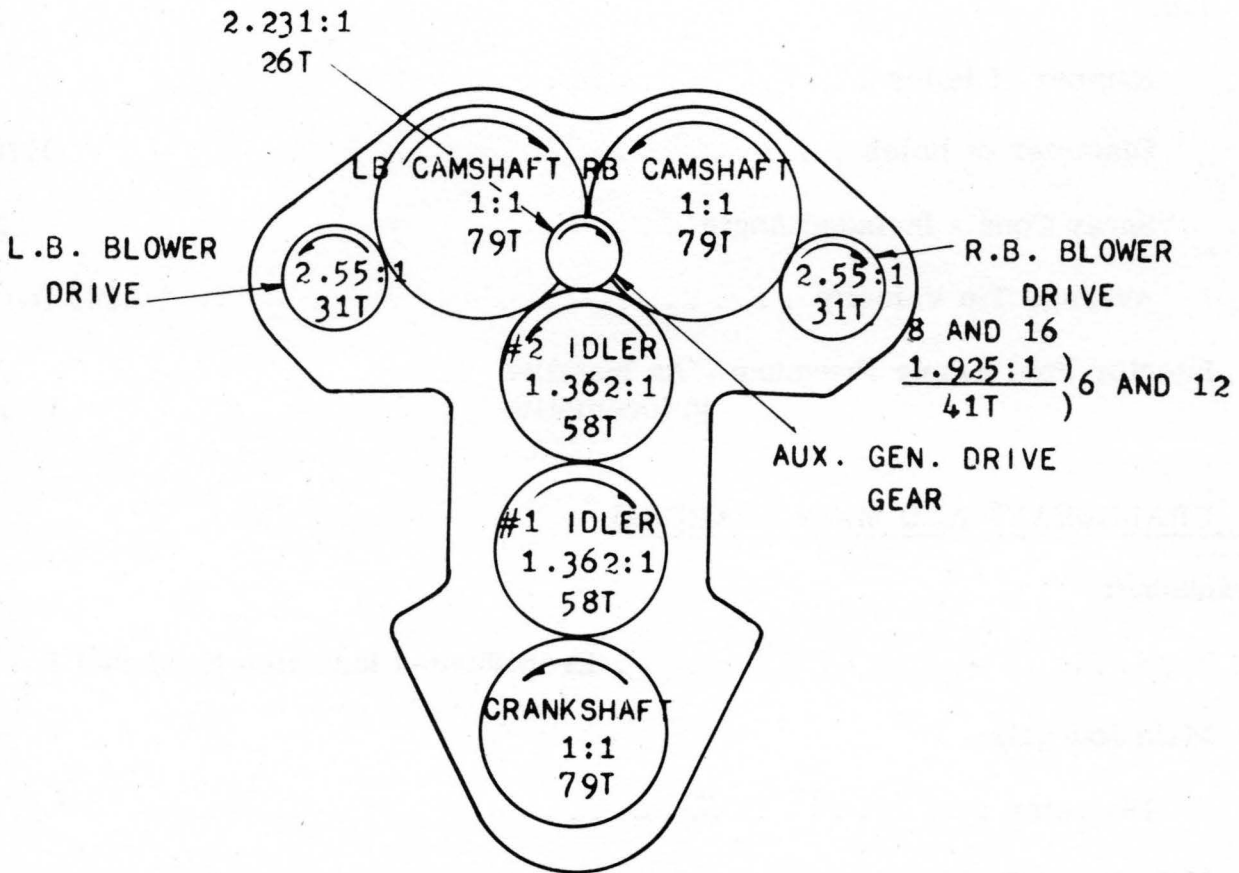 2.231:1
26T
LB CAMSHAFT
1:1
79T
RB CAMSHAFT
1:1
79T
L.B. BLOWER
DRIVE
2.55:1
31T
2.55:1
31T
R.B. BLOWER
DRIVE
8 AND 16
1.925:1 )
41T )
6 AND 12
#2 IDLER
1.362:1
58T
AUX. GEN. DRIVE
GEAR
#1 IDLER
1.362:1
58T
CRANKSHAFT
1:1
79T